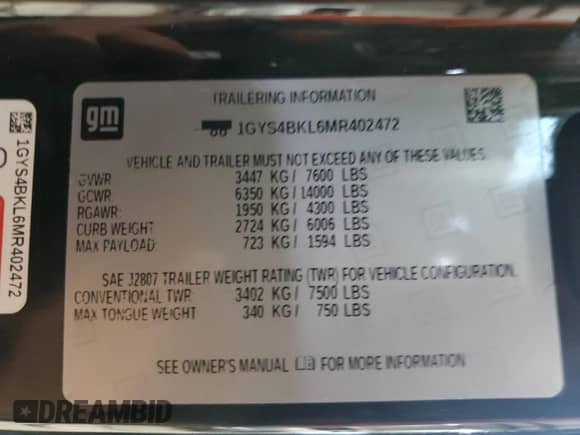 gm
TRAILERING INFORMATION
1GYS4BKL6MR402472
VEHICLE AND TRAILER MUST NOT EXCEED ANY OF THESE VALUES.
GVWR 3447 KG/ 7600 LBS
GCWR 6350 KG/14000 LBS
RGAWR: 1950 KG/ 4300 LBS
CURB WEIGHT 2724 KG/ 6006 LBS
MAX PAYLOAD: 723 KG/ 1594 LBS
SAE J2807 TRAILER WEIGHT RATING (TWR) FOR VEHICLE CONFIGURATION.
CONVENTIONAL TWR: 3402 KG/ 7500 LBS
MAX TONGUE WEIGHT 340 KG/ 750 LBS
SEE OWNER'S MANUAL FOR MORE INFORMATION
1GYS4BKL6MR402472
DREAMBID